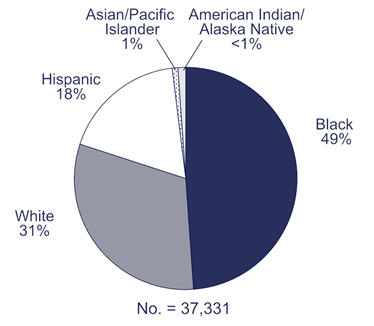 Asian/Pacific
Islander
1%
American Indian/
Alaska Native
<1%
Hispanic
18%
Black
49%
White
31%
No. = 37,331